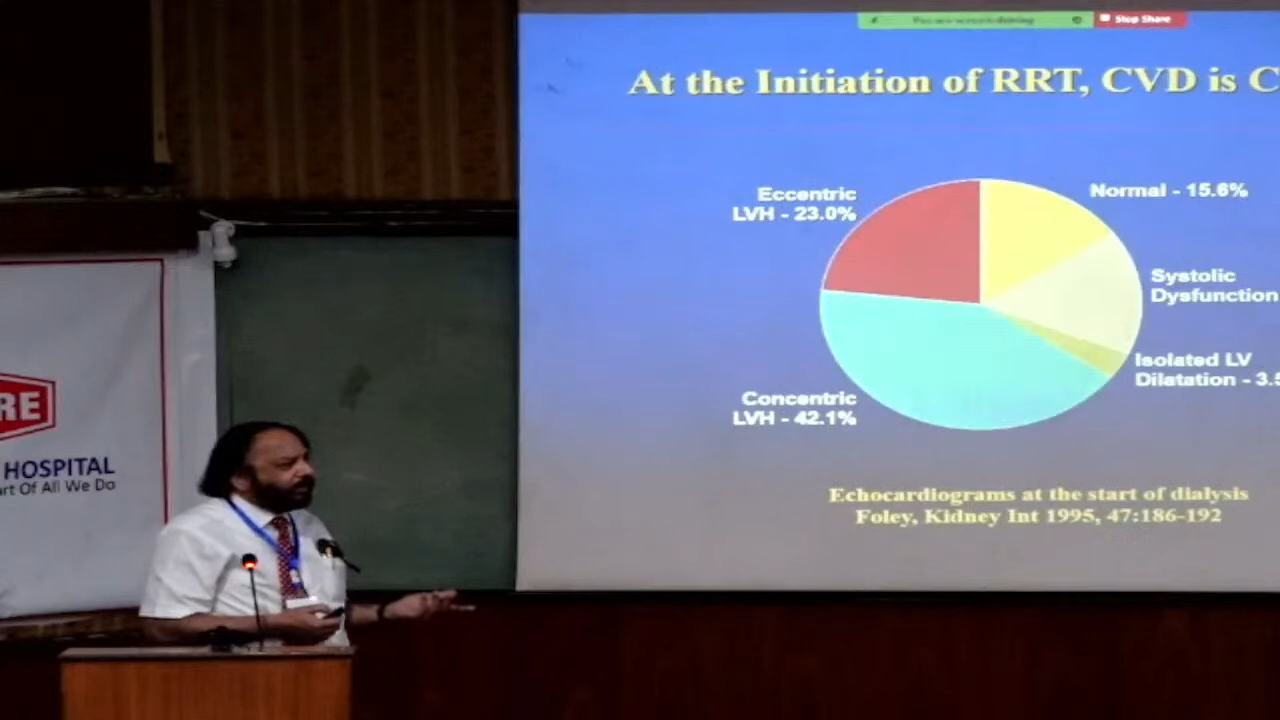 Stop Share
At the Initiation of RRT, CVD is C
Eccentric
LVH - 23.0%
Normal - 15.6%
Systolic
Dysfunction
Isolated LV
Dilatation - 3.5
Concentric
LVH - 42.1%
Echocardiograms at the start of dialysis
Foley, Kidney Int 1995, 47:186-192
RE
HOSPITAL
rt Of All We Do